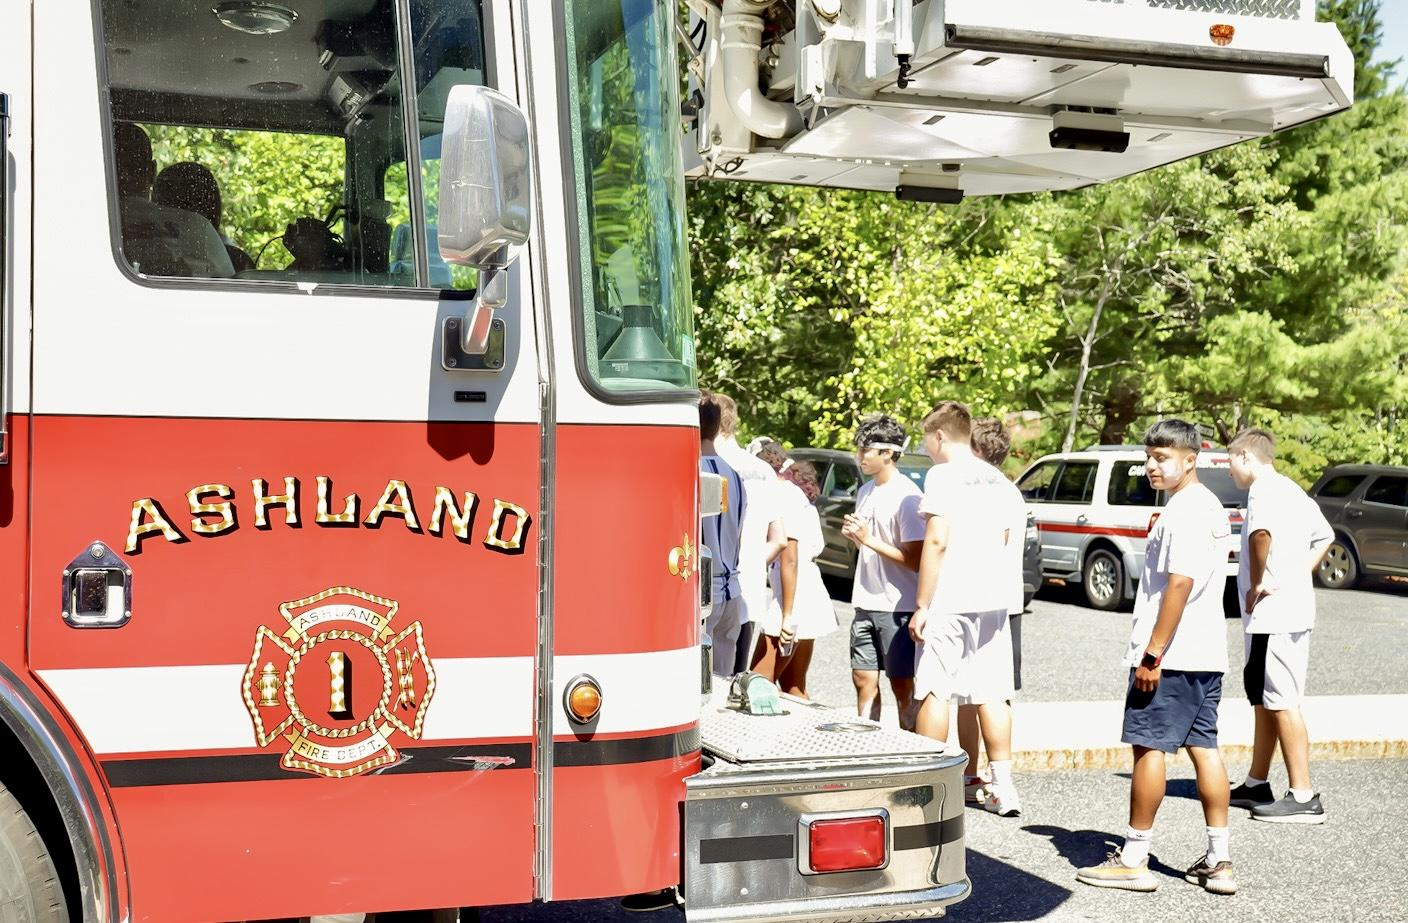 ASHLAND
ASHLAND
1
FIRE DEPT.